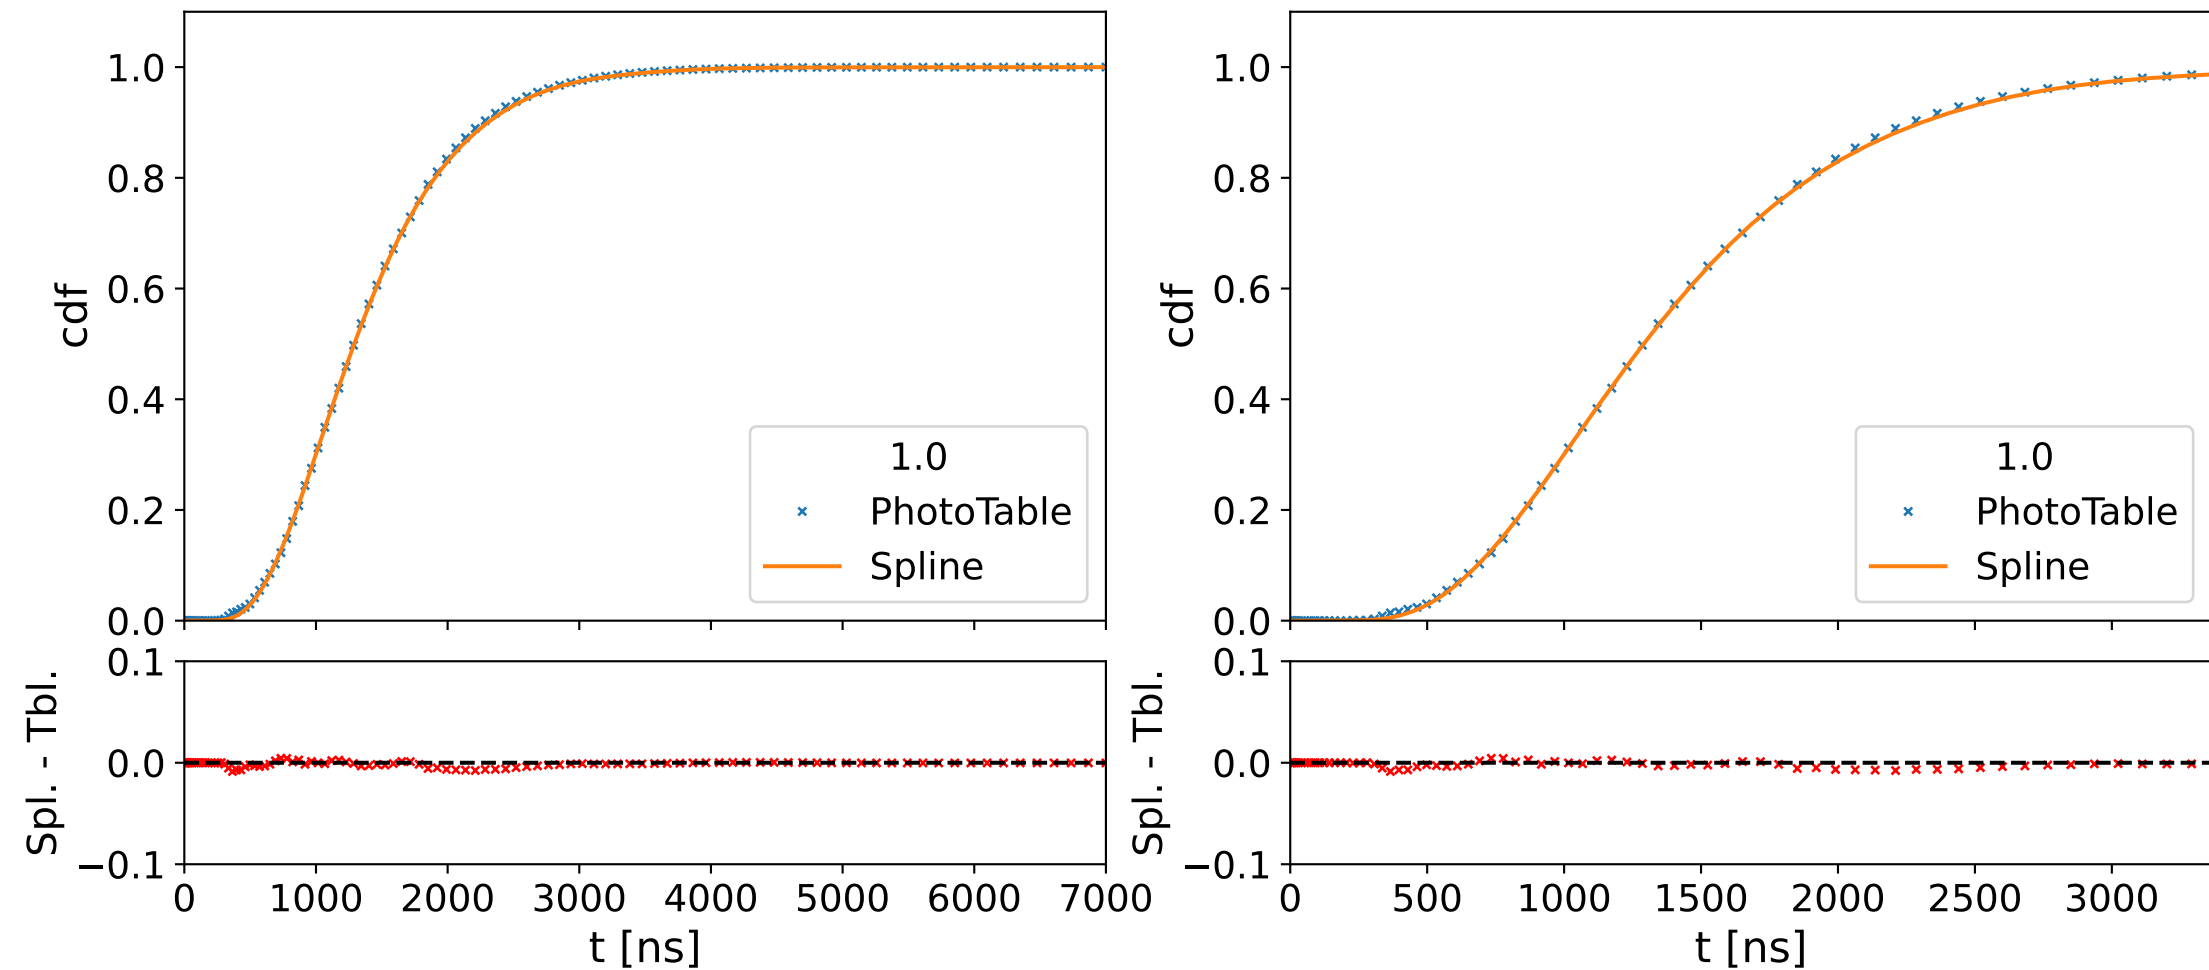 1.0
0.8
0.6
0.4
0.2
0.0
cdf
1.0
PhotoTable
Spline
0.1
0.0
−0.1
Spl. - Tbl.
0 1000 2000 3000 4000 5000 6000 7000
t [ns]
1.0
0.8
0.6
0.4
0.2
0.0
cdf
1.0
PhotoTable
Spline
0.1
0.0
−0.1
Spl. - Tbl.
0 500 1000 1500 2000 2500 3000
t [ns]